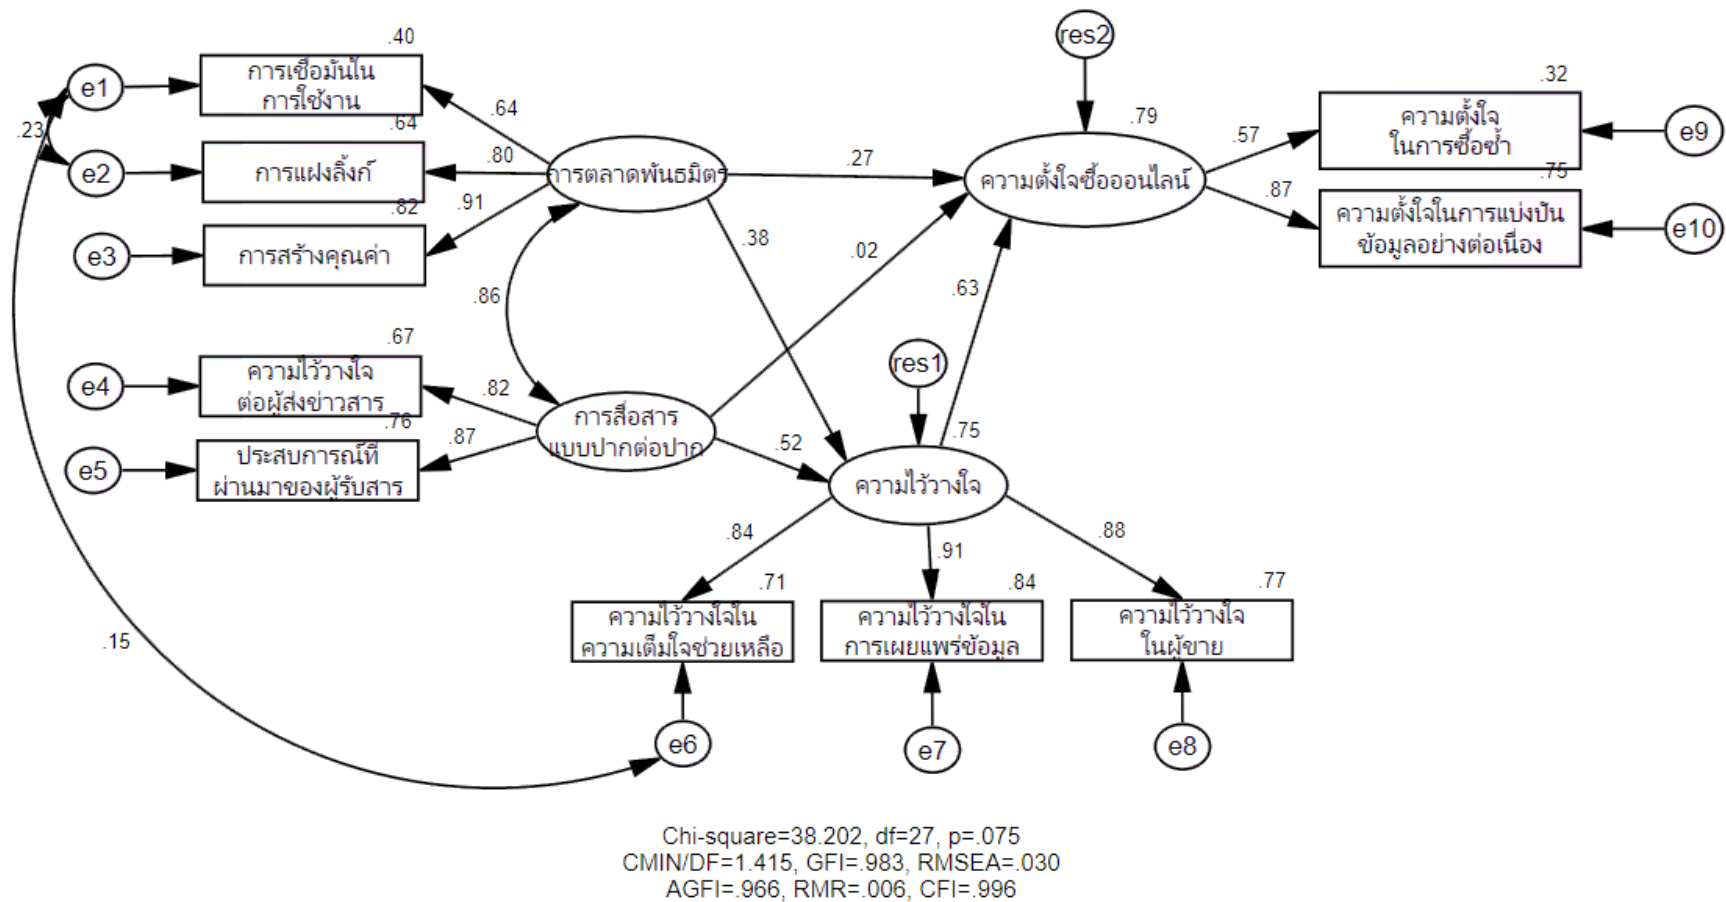 .40
res2
e1
การเชื่อมั่นใน
การใช้งาน
.64
.32
ความตั้งใจ
ในการซื้อซ้ำ
e9
.23
.64
.79
.57
e2
การแฝงลิ้งก์
.80
การตลาดพันธมิตร
.27
ความตั้งใจซื้อออนไลน์
.75
.87
ความตั้งใจในการแบ่งปัน
ข้อมูลอย่างต่อเนื่อง
e10
.82
.91
e3
การสร้างคุณค่า
.38
.02
.86
.63
.67
e4
ความไว้วางใจ
ต่อผู้ส่งข่าวสาร
.82
res1
.76
.87
การสื่อสาร
แบบปากต่อปาก
.52
.75
e5
ประสบการณ์ที่
ผ่านมาของผู้รับสาร
ความไว้วางใจ
.84
.91
.88
.71
.84
.77
ความไว้วางใจใน
ความเต็มใจช่วยเหลือ
ความไว้วางใจใน
การเผยแพร่ข้อมูล
ความไว้วางใจ
ในผู้ขาย
.15
e6
e7
e8
Chi-square=38.202, df=27, p=.075
CMIN/DF=1.415, GFI=.983, RMSEA=.030
AGFI=.966, RMR=.006, CFI=.996